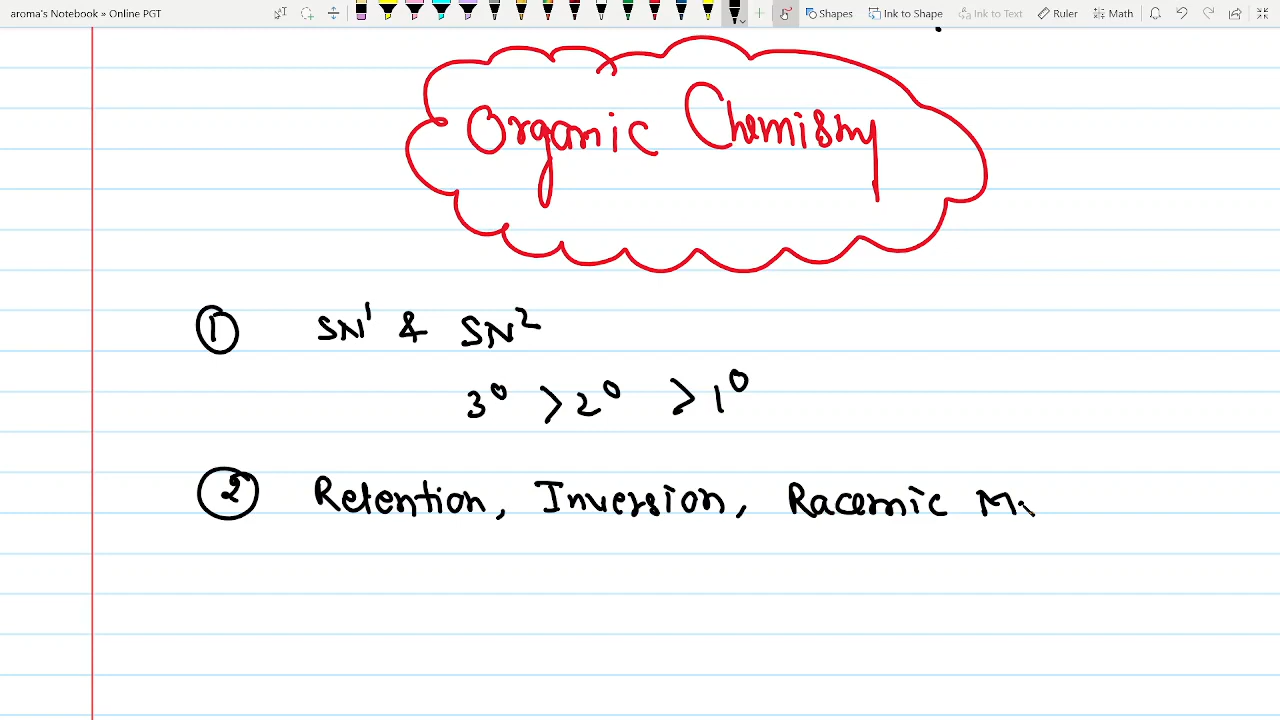 aroma's Notebook » Online PGT
Shapes Ink to Shape Ink to Text Ruler Math
Organic Chemistry
1 SN¹ & SN²
3° > 2° > 1°
2 Retention, Inversion, Racemic Mi